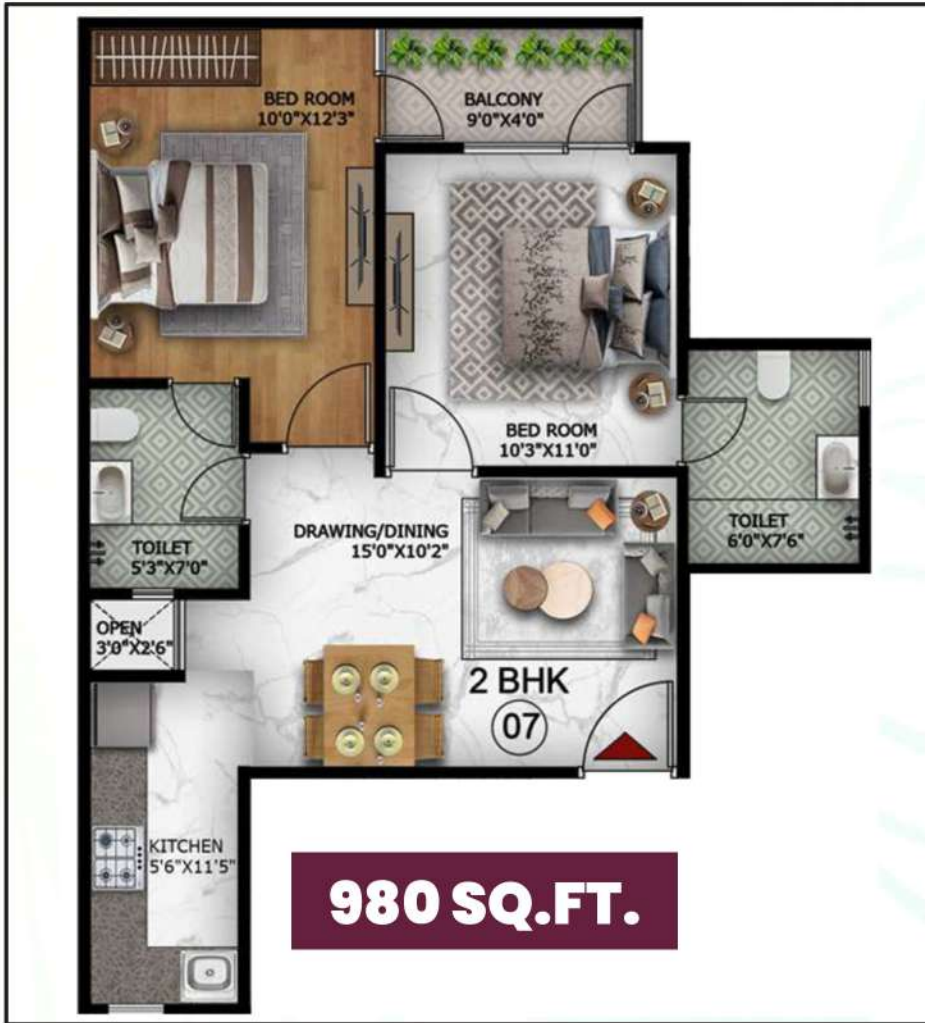 BED ROOM
10'0"X12'3"
BALCONY
9'0"X4'0"
BED ROOM
10'3"X11'0"
TOILET
5'3"X7'0"
DRAWING/DINING
15'0"X10'2"
TOILET
6'0"X7'6"
OPEN
3'0"X2'6"
2 BHK
07
KITCHEN
5'6"X11'5"
980 SQ.FT.